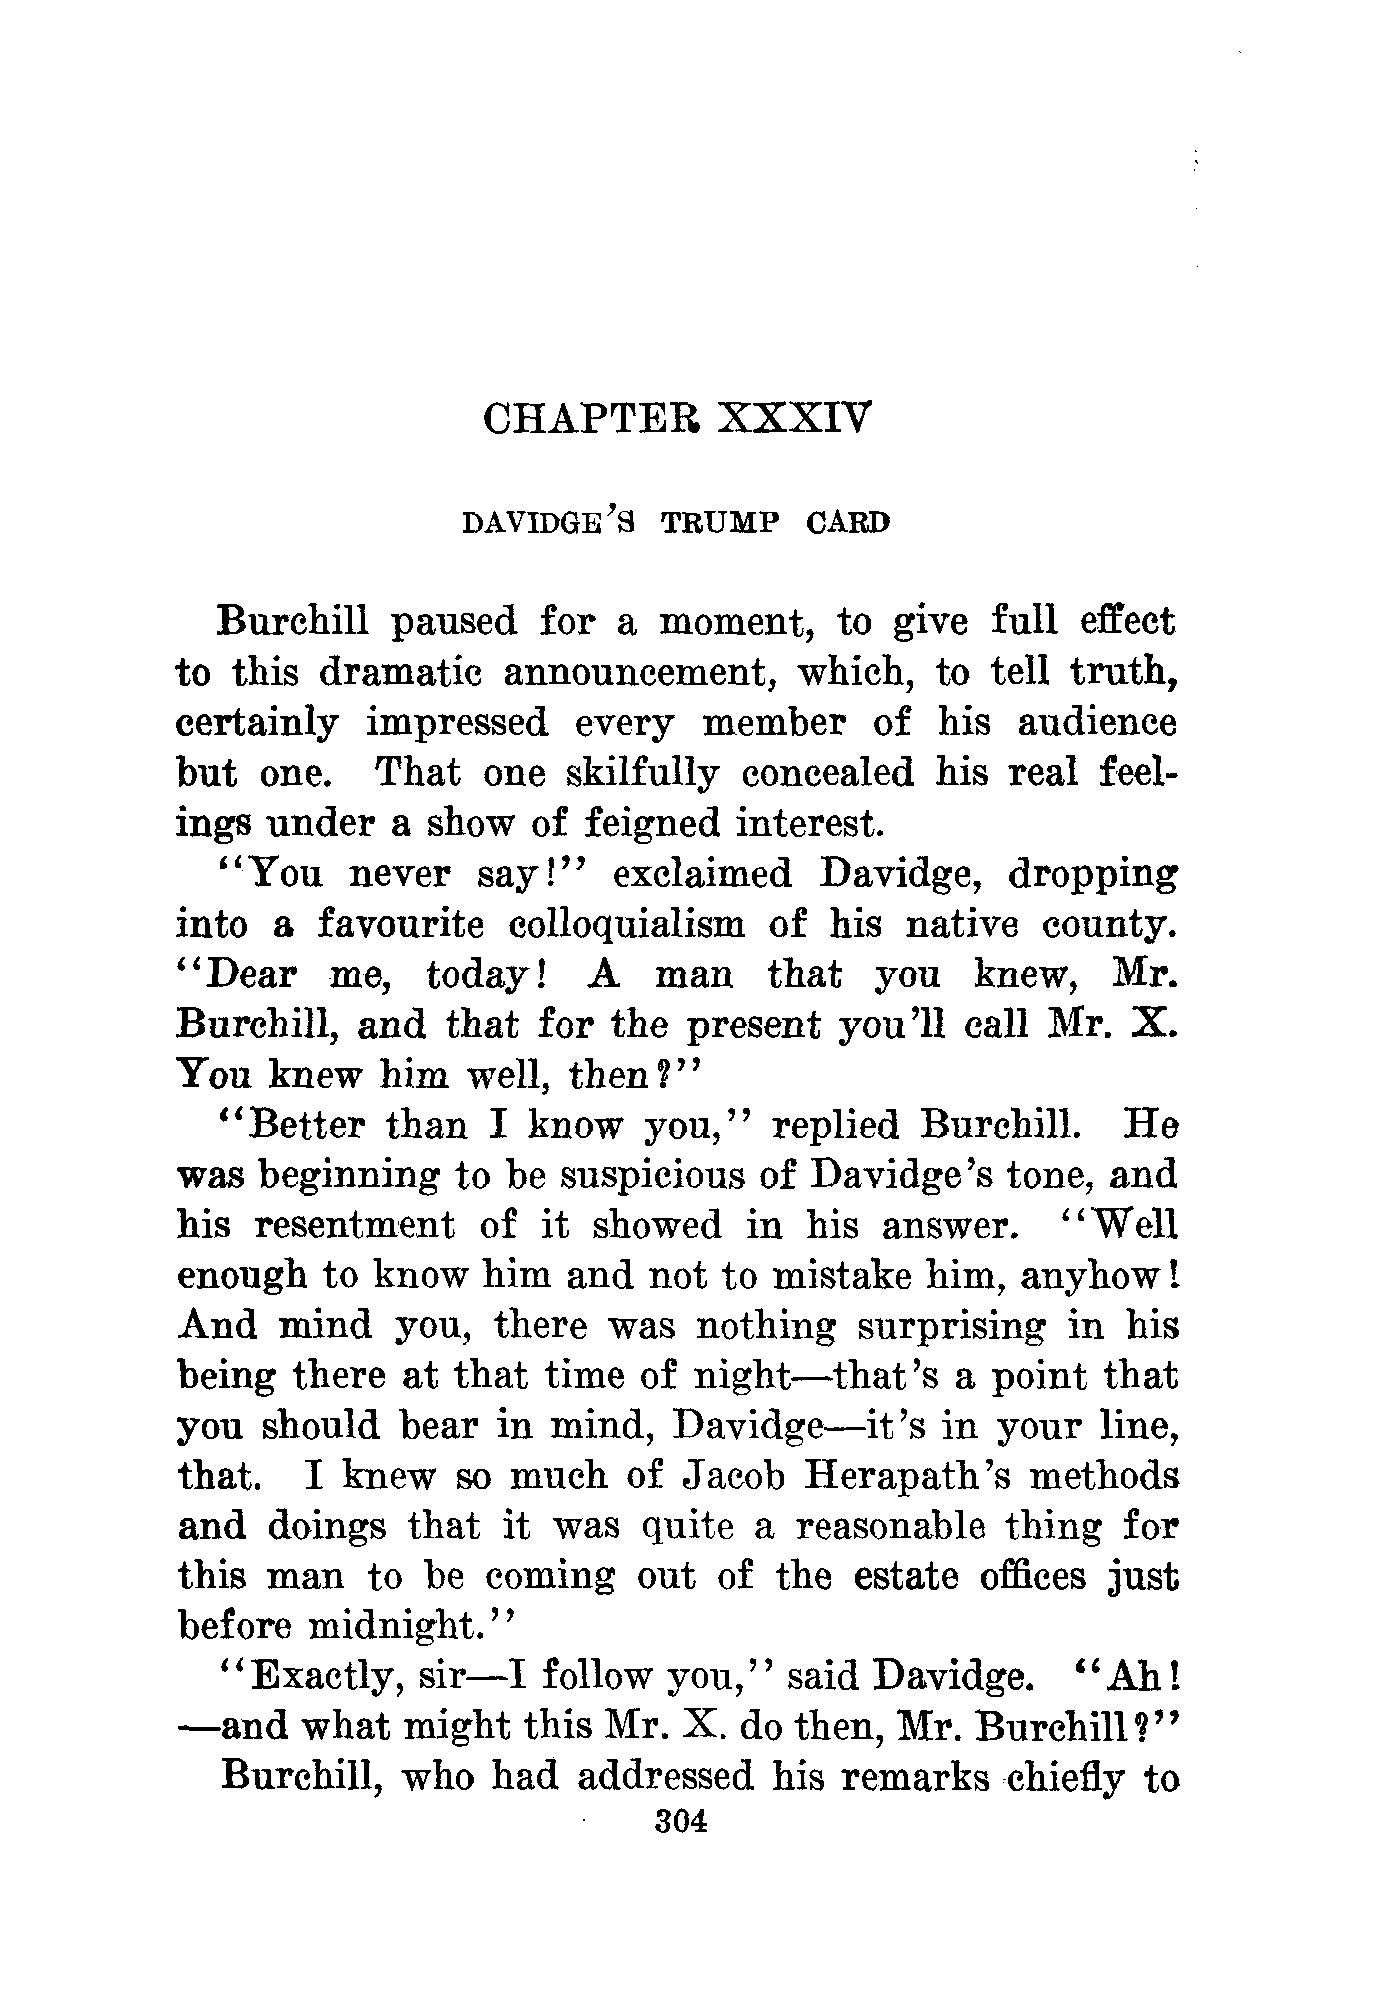 CHAPTER XXXIV
DAVIDGE'S TRUMP CARD
Burchill paused for a moment, to give full effect
to this dramatic announcement, which, to tell truth,
certainly impressed every member of his audience
but one. That one skilfully concealed his real feel-
ings under a show of feigned interest.
"You never say!" exclaimed Davidge, dropping
into a favourite colloquialism of his native county.
"Dear me, today! A man that you knew, Mr.
Burchill, and that for the present you'll call Mr. X.
You knew him well, then?"
"Better than I know you," replied Burchill. He
was beginning to be suspicious of Davidge's tone, and
his resentment of it showed in his answer. "Well
enough to know him and not to mistake him, anyhow!
And mind you, there was nothing surprising in his
being there at that time of night—that's a point that
you should bear in mind, Davidge—it's in your line,
that. I knew so much of Jacob Herapath's methods
and doings that it was quite a reasonable thing for
this man to be coming out of the estate offices just
before midnight."
"Exactly, sir—I follow you," said Davidge. "Ah!
—and what might this Mr. X. do then, Mr. Burchill?"
Burchill, who had addressed his remarks chiefly to
304